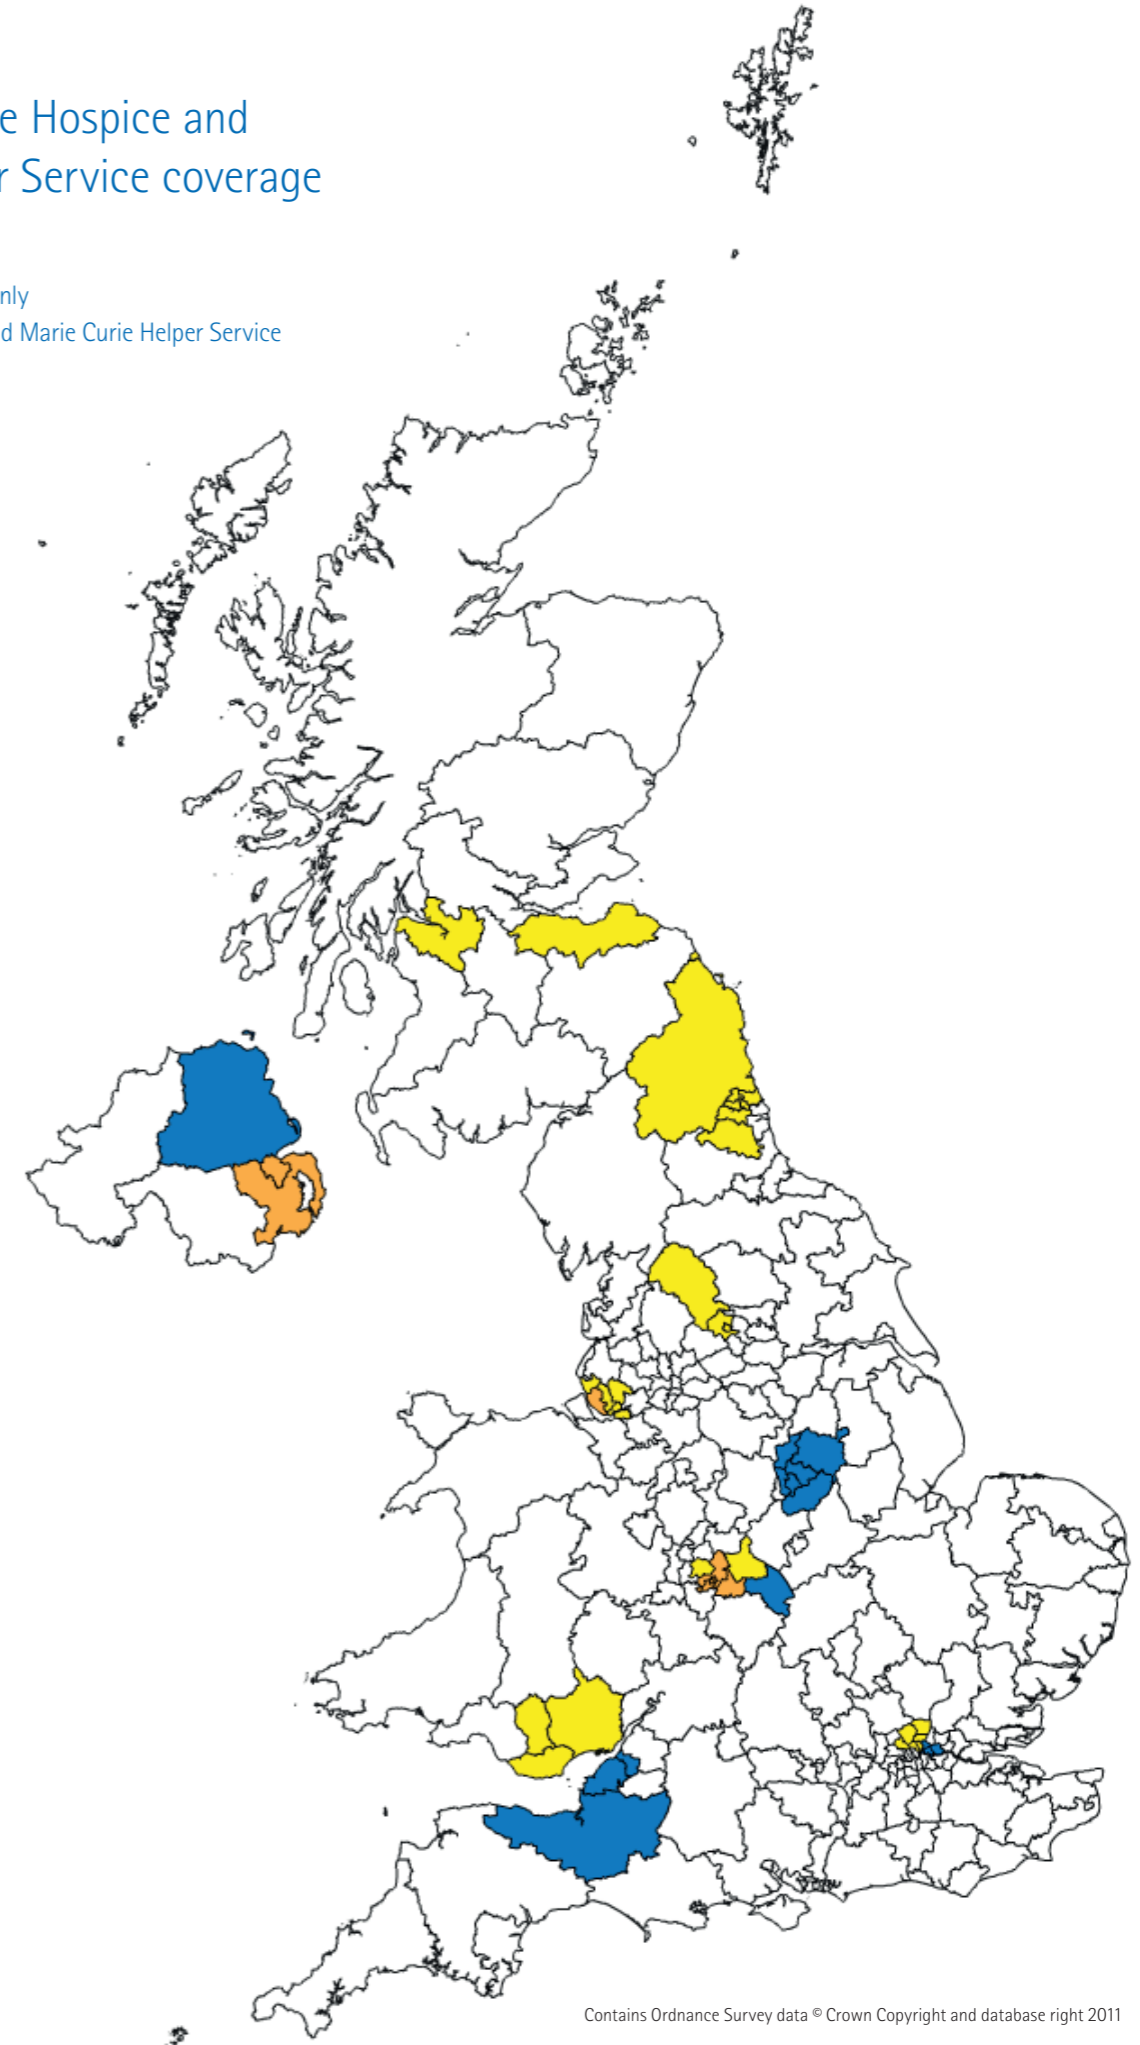 e Hospice and
r Service coverage
nly
d Marie Curie Helper Service
Contains Ordnance Survey data © Crown Copyright and database right 2011